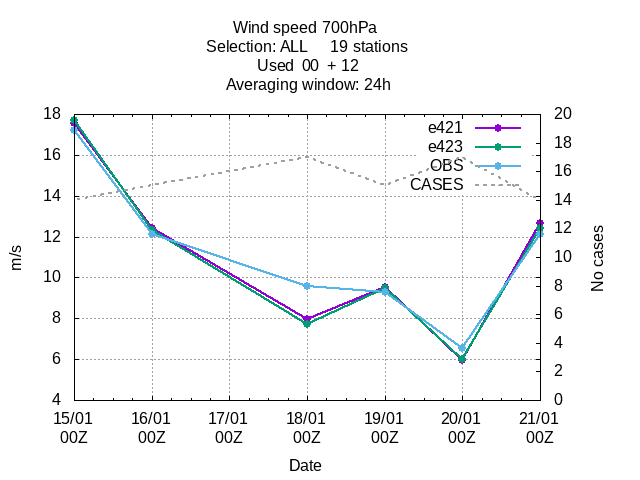 Wind speed 700hPa
Selection: ALL     19 stations
Used  00  + 12
Averaging window: 24h
18
16
14
12
10
8
6
4
m/s
20
18
16
14
12
10
8
6
4
2
0
No cases
e421
e423
OBS
CASES
15/01 16/01 17/01 18/01 19/01 20/01 21/01
00Z 00Z 00Z 00Z 00Z 00Z 00Z
Date